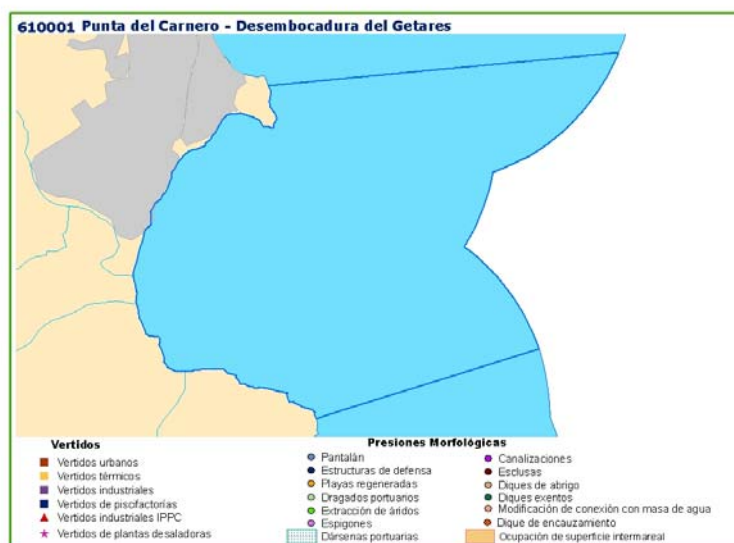 610001 Punta del Carnero - Desembocadura del Getares
Vertidos
Vertidos urbanos
Vertidos térmicos
Vertidos industriales
Vertidos de piscifactorías
Vertidos industriales IPPC
Vertidos de plantas desaladoras
Presiones Morfológicas
Pantalán
Estructuras de defensa
Playas regeneradas
Dragados portuarios
Extracción de áridos
Espigones
Dársenas portuarias
Canalizaciones
Esclusas
Diques de abrigo
Diques exentos
Modificación de conexión con masa de agua
Dique de encauzamiento
Ocupación de superficie intermareal